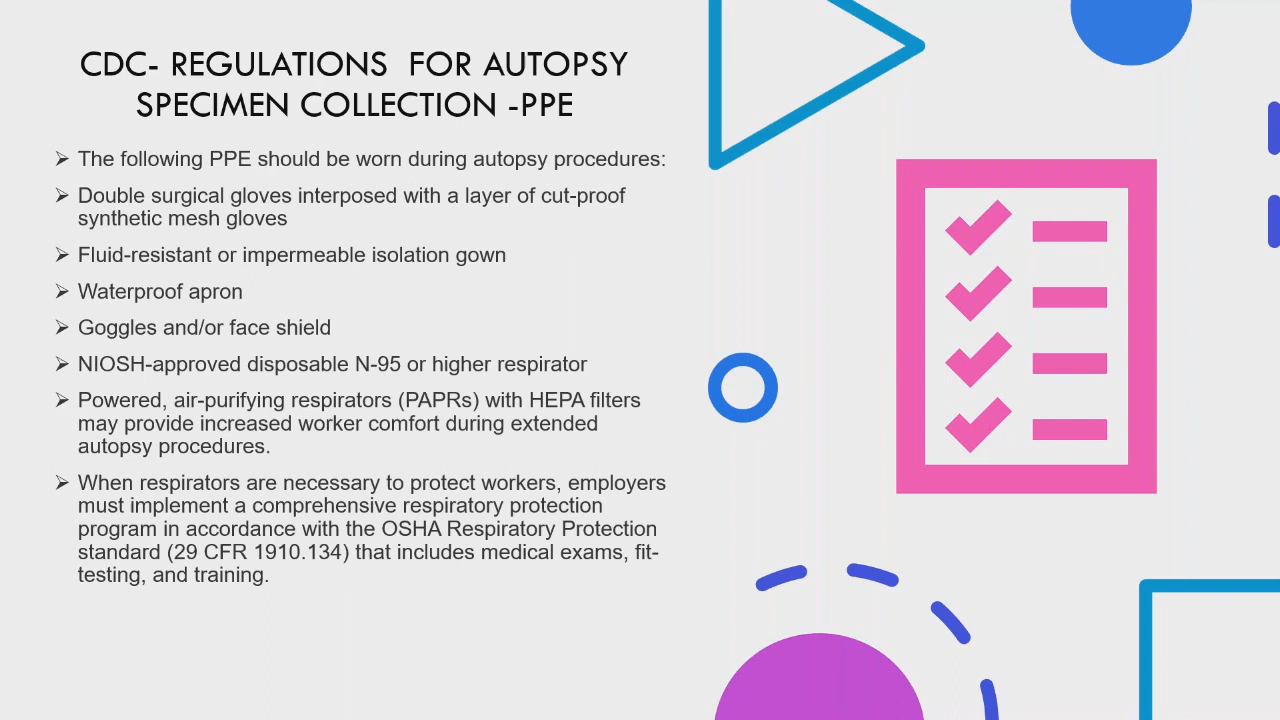 CDC- REGULATIONS FOR AUTOPSY
SPECIMEN COLLECTION -PPE
➢ The following PPE should be worn during autopsy procedures:
➢ Double surgical gloves interposed with a layer of cut-proof
synthetic mesh gloves
➢ Fluid-resistant or impermeable isolation gown
➢ Waterproof apron
➢ Goggles and/or face shield
➢ NIOSH-approved disposable N-95 or higher respirator
➢ Powered, air-purifying respirators (PAPRs) with HEPA filters
may provide increased worker comfort during extended
autopsy procedures.
➢ When respirators are necessary to protect workers, employers
must implement a comprehensive respiratory protection
program in accordance with the OSHA Respiratory Protection
standard (29 CFR 1910.134) that includes medical exams, fit-
testing, and training.